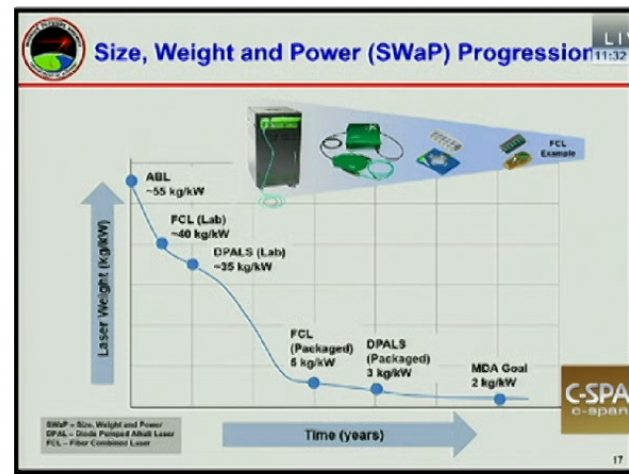 Size, Weight and Power (SWaP) Progression
LIV
11:32
FCL
Example
ABL
~55 kg/kW
FCL (Lab)
~40 kg/kW
DPALS (Lab)
~35 kg/kW
Laser Weight (kg/kW)
FCL
(Packaged)
5 kg/kW
DPALS
(Packaged)
3 kg/kW
MDA Goal
2 kg/kW
C-SPA
c-span
SWaP – Size, Weight and Power
DPAL – Diode Pumped Alkali Laser
FCL – Fiber Combined Laser
Time (years)
17